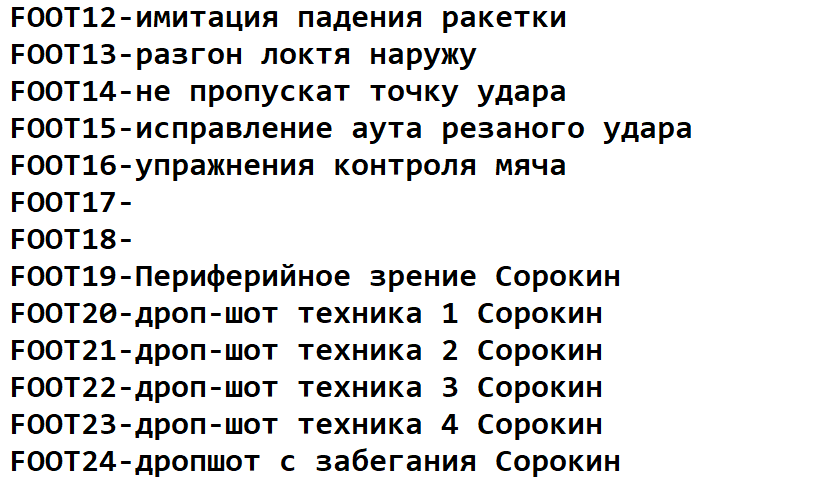 FOOT12-имитация падения ракетки
FOOT13-разгон локтя наружу
FOOT14-не пропускат точку удара
FOOT15-исправление аута резаного удара
FOOT16-упражнения контроля мяча
FOOT17-
FOOT18-
FOOT19-Периферийное зрение Сорокин
FOOT20-дроп-шот техника 1 Сорокин
FOOT21-дроп-шот техника 2 Сорокин
FOOT22-дроп-шот техника 3 Сорокин
FOOT23-дроп-шот техника 4 Сорокин
FOOT24-дропшот с забегания Сорокин